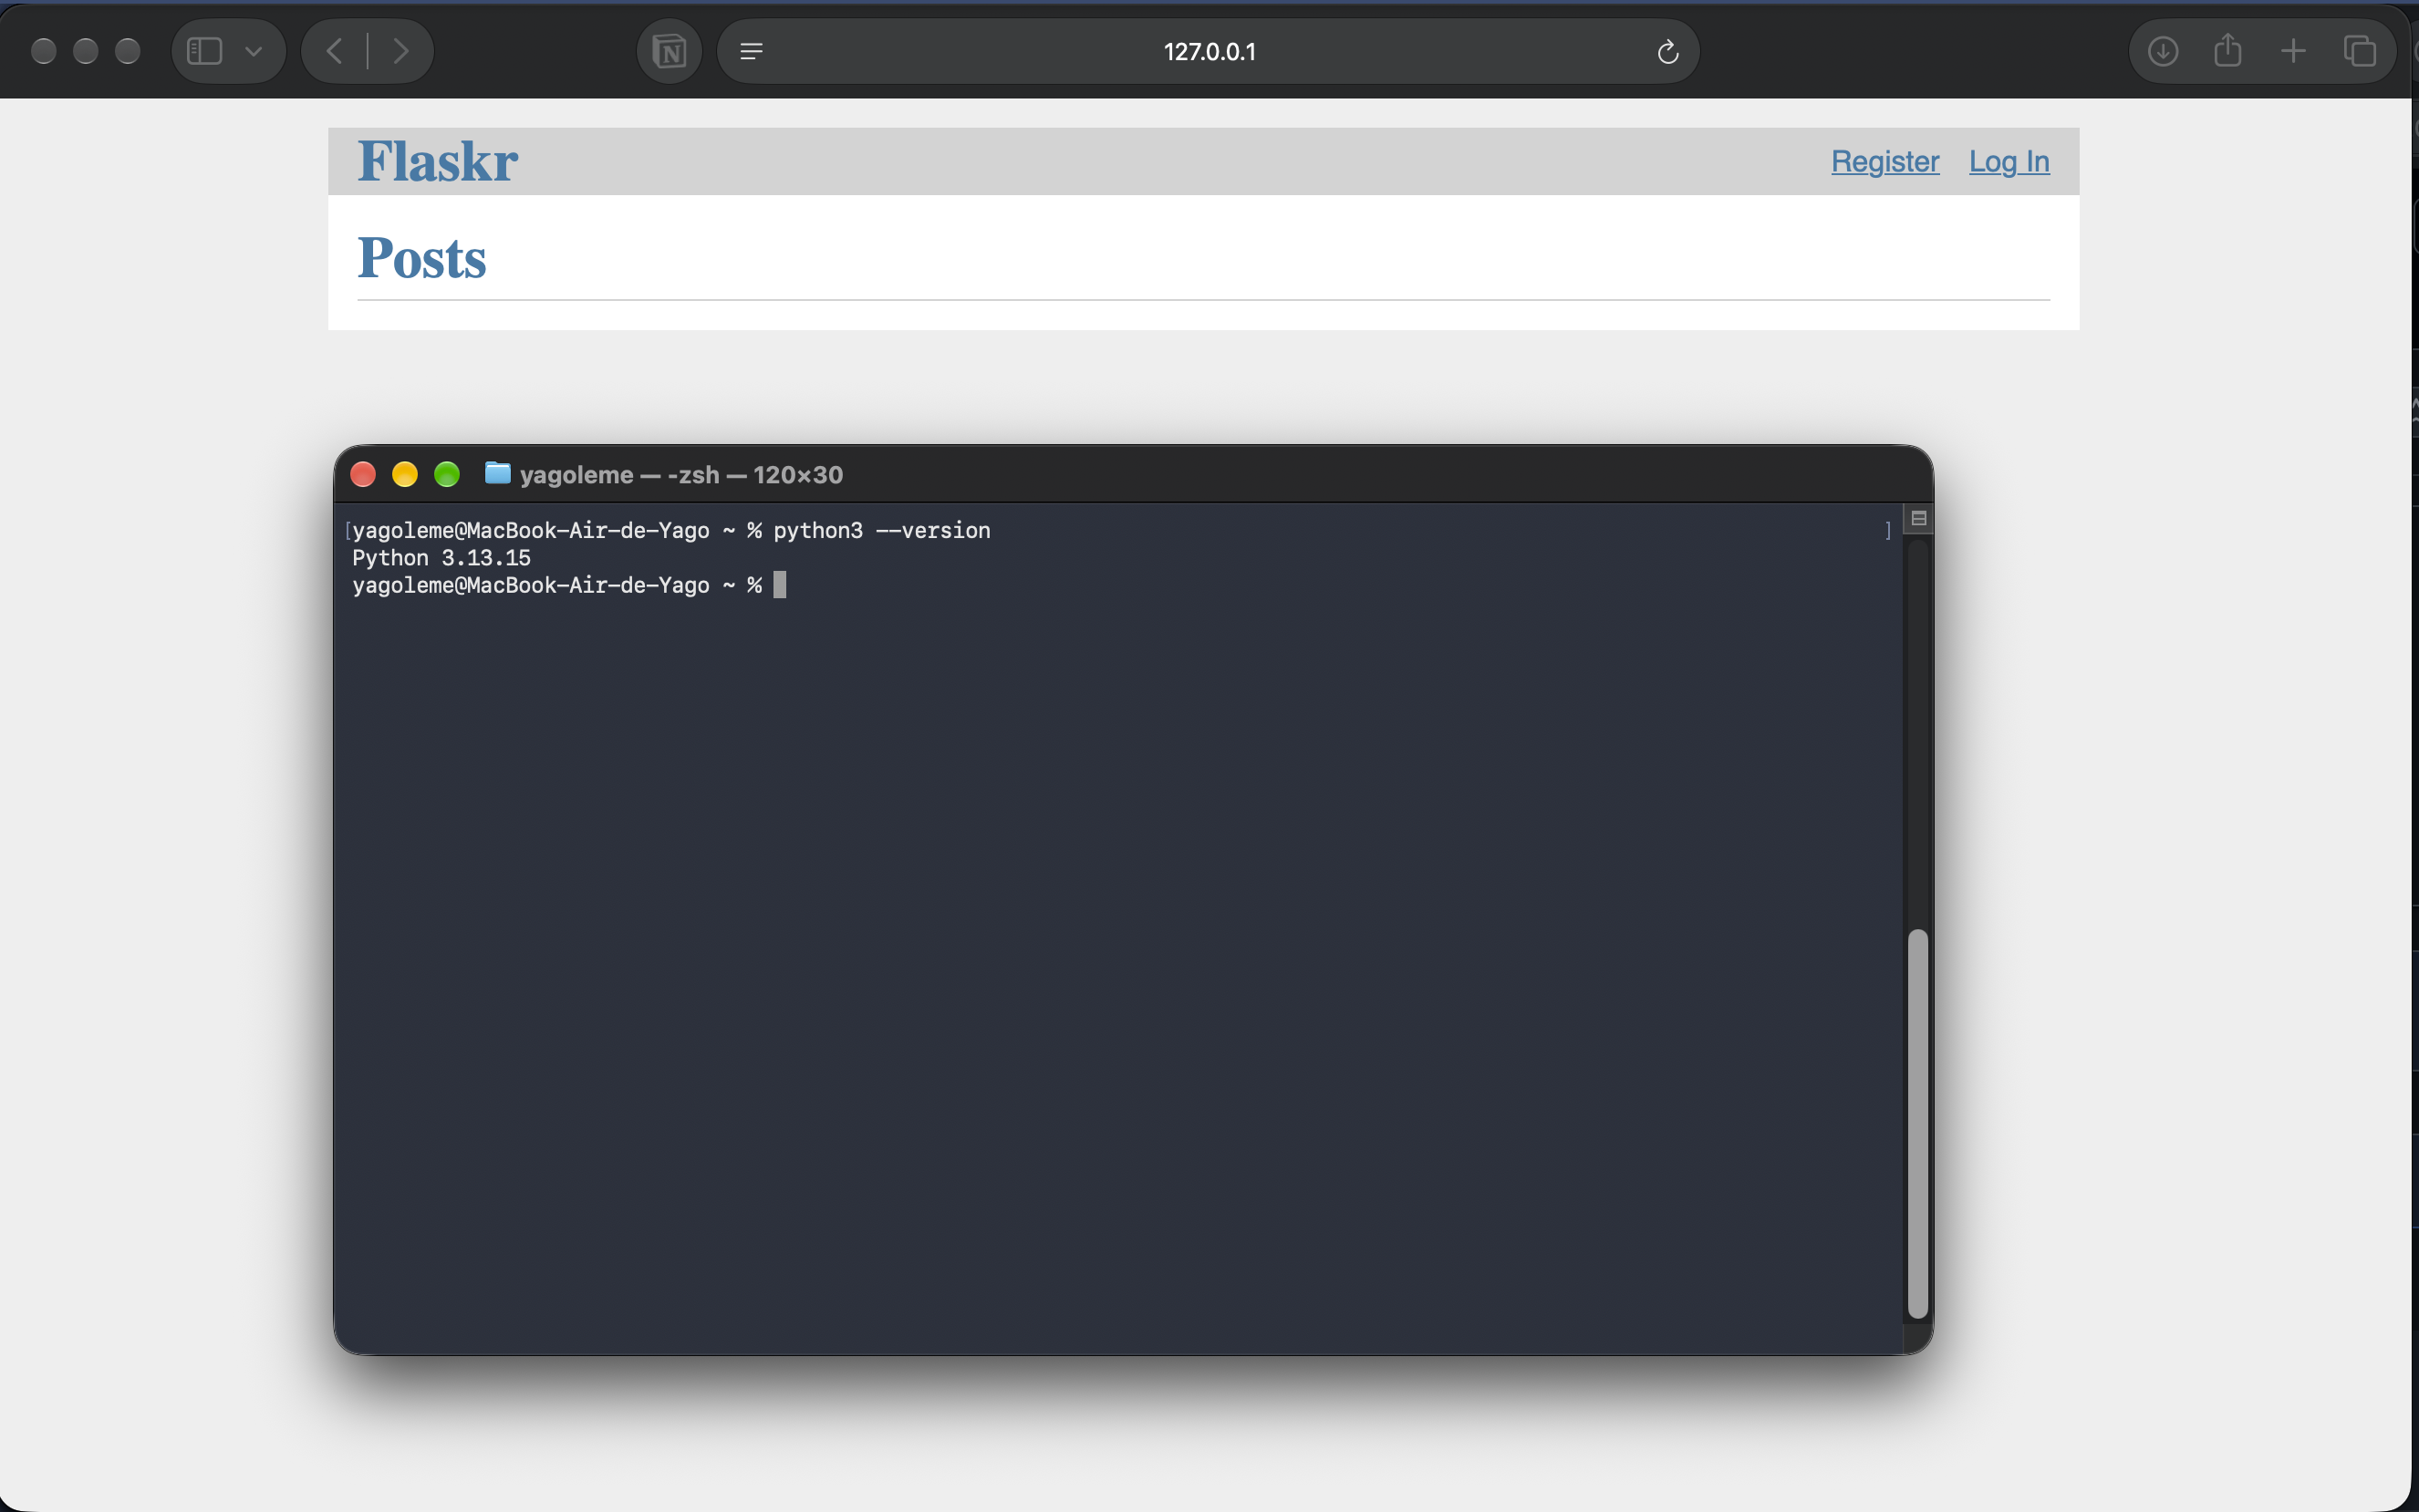 127.0.0.1
Flaskr
Register Log In
Posts
yagoleme — -zsh — 120×30
[yagoleme@MacBook-Air-de-Yago ~ % python3 --version ]
Python 3.13.15
yagoleme@MacBook-Air-de-Yago ~ %